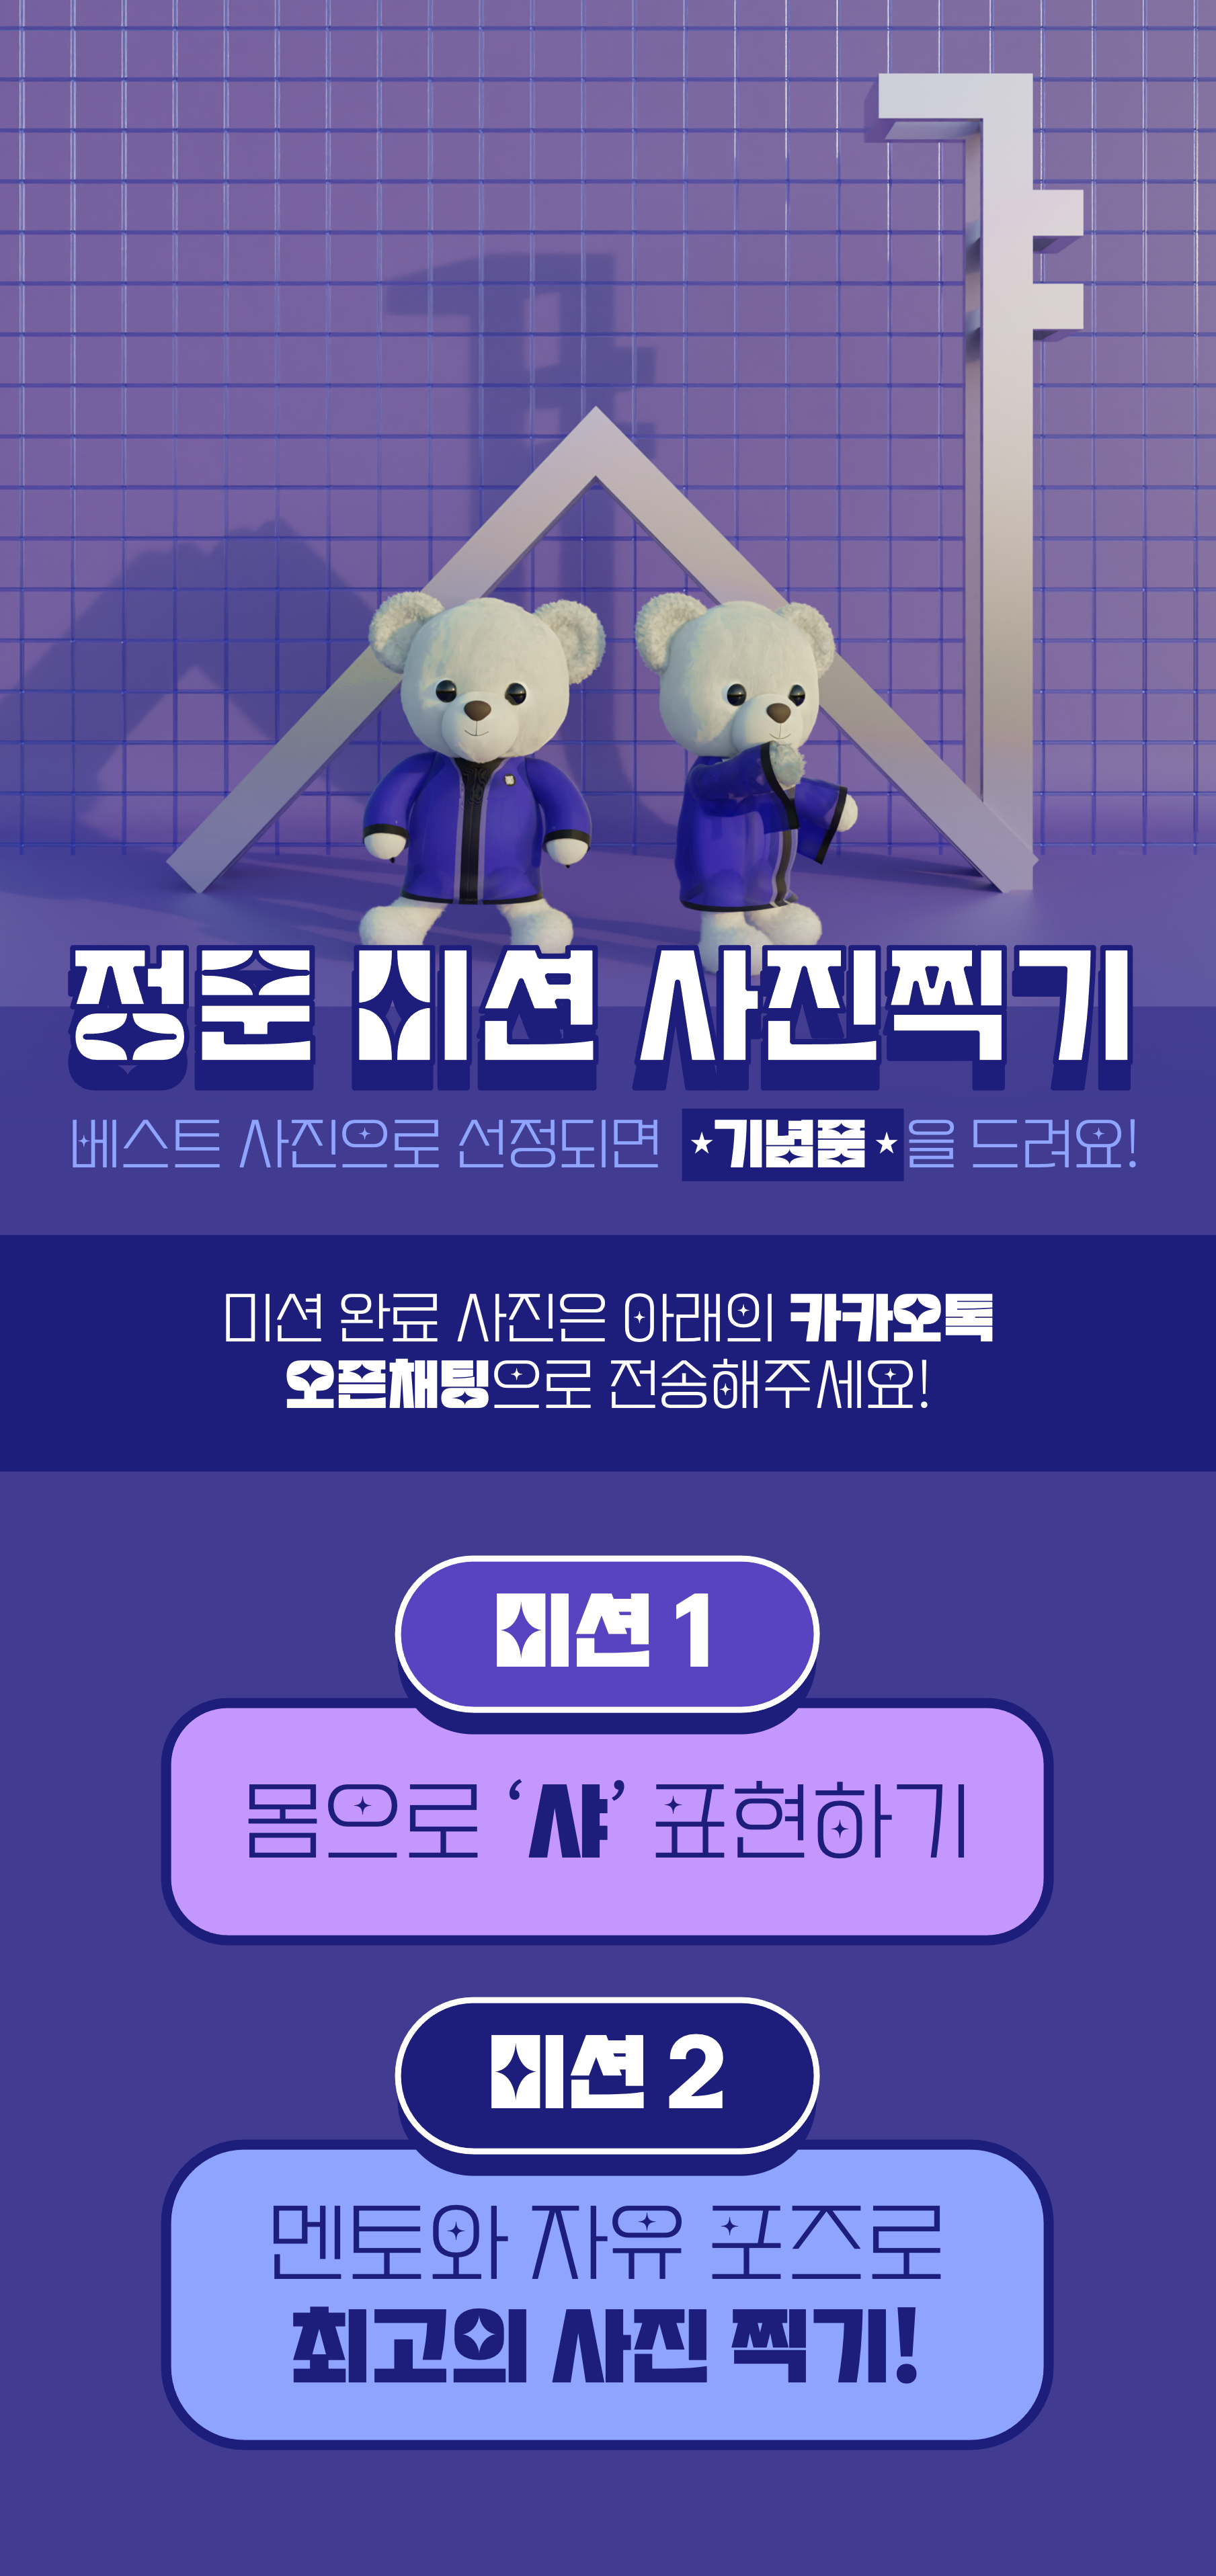 정문 미션 사진찍기
베스트 사진으로 선정되면 ★기념품★을 드려요!
미션 완료 사진은 아래의 카카오톡
오픈채팅으로 전송해주세요!
미션 1
몸으로 ‘샤’ 표현하기
미션 2
멘토와 자유 포즈로
최고의 사진 찍기!